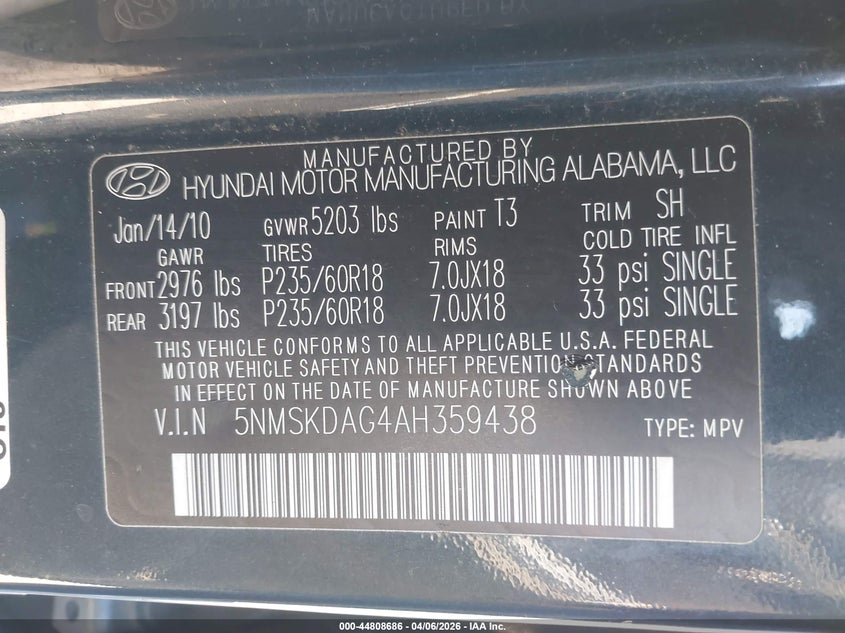 MANUFACTURED BY
HYUNDAI MOTOR MANUFACTURING ALABAMA, LLC
Jan/14/10 GVWR 5203 lbs PAINT T3 TRIM SH
GAWR TIRES RIMS COLD TIRE INFL
FRONT 2976 lbs P235/60R18 7.0JX18 33 psi SINGLE
REAR 3197 lbs P235/60R18 7.0JX18 33 psi SINGLE
THIS VEHICLE CONFORMS TO ALL APPLICABLE U.S.A. FEDERAL
MOTOR VEHICLE SAFETY AND THEFT PREVENTION STANDARDS
IN EFFECT ON THE DATE OF MANUFACTURE SHOWN ABOVE
V.I.N 5NMSKDAG4AH359438 TYPE: MPV
000-44808686 - 04/06/2026 - IAA Inc.